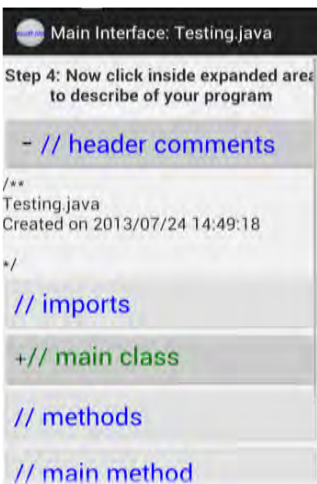 Main Interface: Testing.java
Step 4: Now click inside expanded area
to describe of your program
- // header comments
/**
Testing.java
Created on 2013/07/24 14:49:18
*/
// imports
+// main class
// methods
// main method